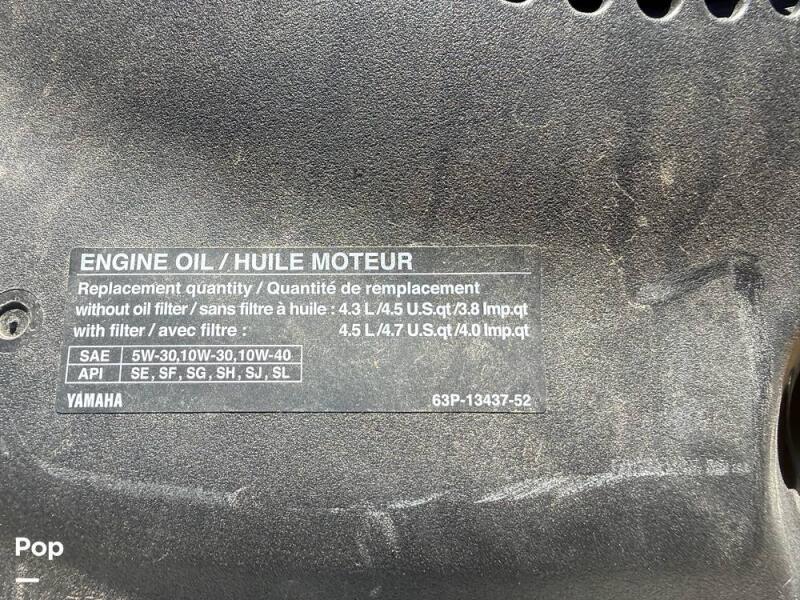 ENGINE OIL / HUILE MOTEUR
Replacement quantity / Quantité de remplacement
without oil filter / sans filtre à huile : 4.3 L/4.5 U.S.qt/3.8 Imp.qt
with filter / avec filtre : 4.5 L/4.7 U.S.qt/4.0 Imp.qt
SAE 5W-30,10W-30,10W-40
API SE, SF, SG, SH, SJ, SL
YAMAHA 63P-13437-52
Pop